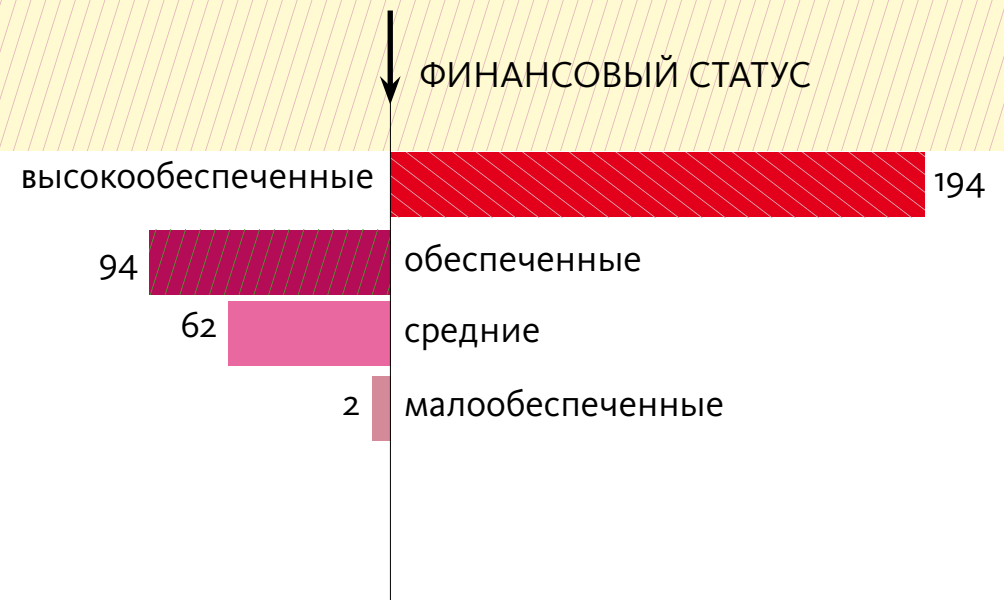 ФИНАНСОВЫЙ СТАТУС
высокообеспеченные 194
94 обеспеченные
62 средние
2 малообеспеченные